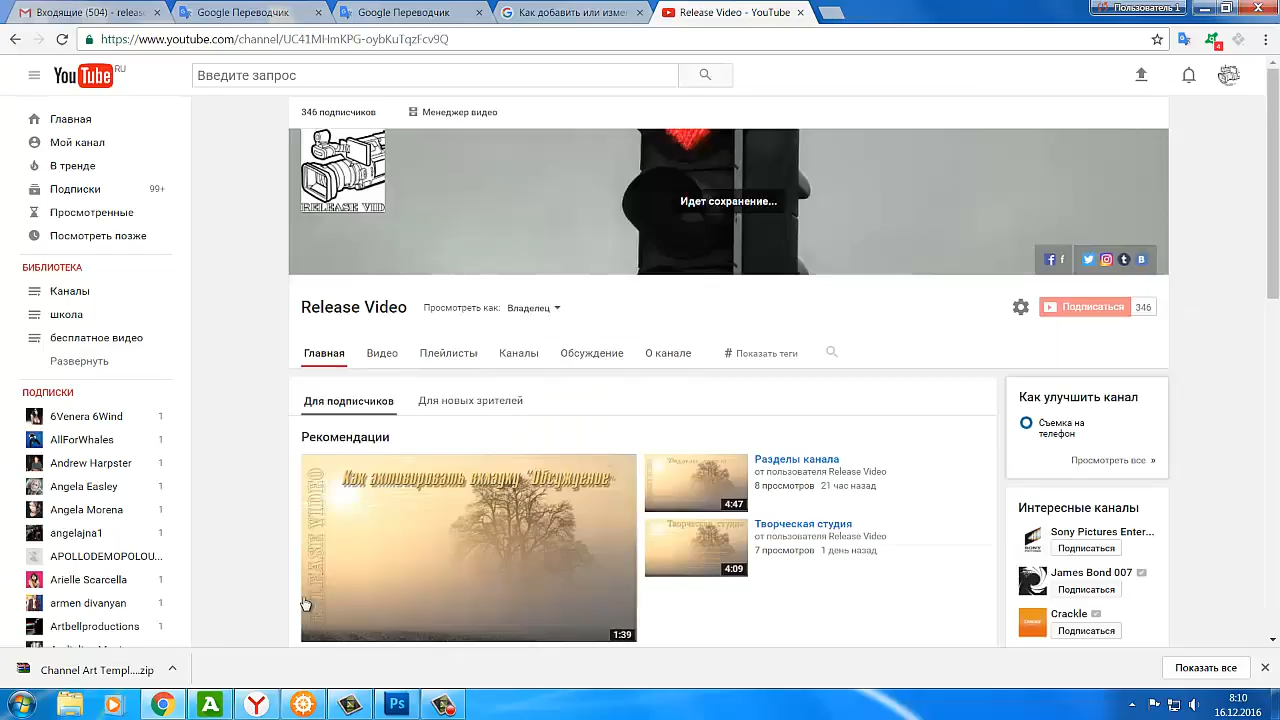 Входящие (504) - releas
Google Переводчик
Google Переводчик
Как добавить или измен
Release Video - YouTube
Пользователь 1
https://www.youtube.com/channel/UC41MHmKPG-oybKuTqzFcv9Q
4
YouTube RU
Введите запрос
346 подписчиков
Менеджер видео
Главная
Мой канал
В тренде
Подписки 99+
Просмотренные
Посмотреть позже
БИБЛИОТЕКА
Каналы
школа
бесплатное видео
Развернуть
ПОДПИСКИ
6Venera 6Wind 1
AllForWhales 1
Andrew Harpster 1
Angela Easley 1
Angela Morena 1
angelajna1 1
APOLLODEMOPOLOU...
Arielle Scarcella 1
armen divanyan 1
Artbellproductions 1
RELEASE VID
Идет сохранение...
f
Release Video
Просмотреть как: Владелец
Подписаться 346
Главная
Видео
Плейлисты
Каналы
Обсуждение
О канале
# Показать теги
Для подписчиков
Для новых зрителей
Рекомендации
Как активировать вкладку "Обсуждение"
1:39
4:47
Разделы канала
от пользователя Release Video
8 просмотров 21 час назад
Творческая студия
4:09
Творческая студия
от пользователя Release Video
7 просмотров 1 день назад
Как улучшить канал
Съемка на
телефон
Просмотреть все »
Интересные каналы
Sony Pictures Enter...
Подписаться
James Bond 007
Подписаться
Crackle
Подписаться
Channel Art Templ....zip
Показать все
Ps
8:10
16.12.2016